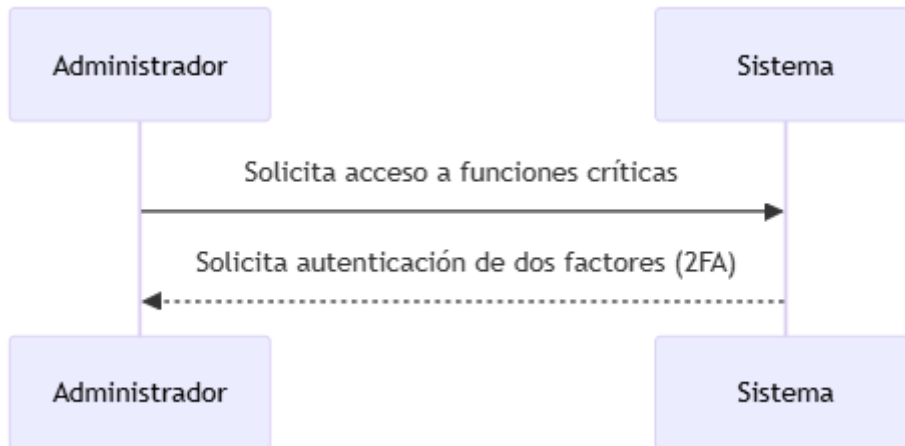 Administrador
Sistema
Solicita acceso a funciones críticas
Solicita autenticación de dos factores (2FA)
Administrador
Sistema